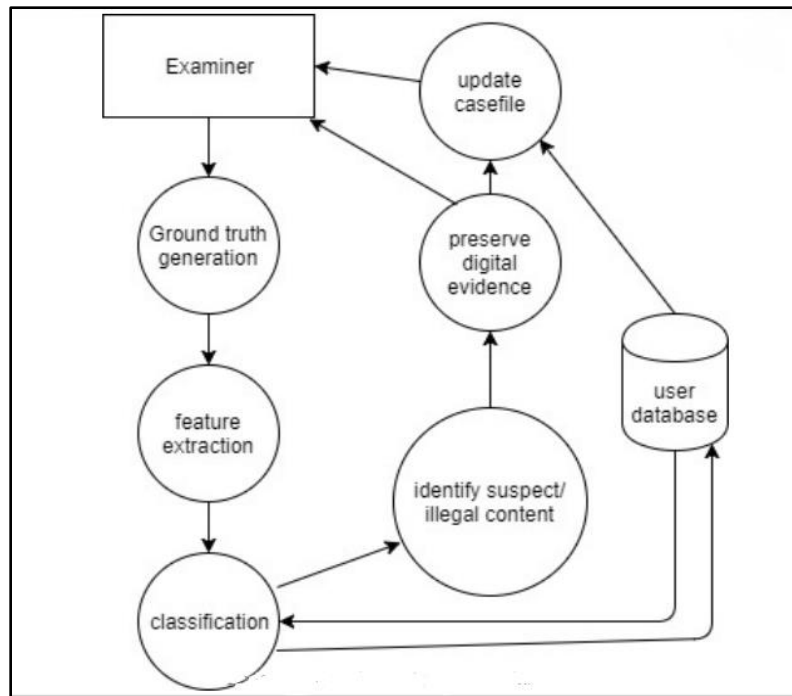 Examiner
update
casefile
Ground truth
generation
preserve
digital
evidence
user
database
feature
extraction
identify suspect/
illegal content
classification